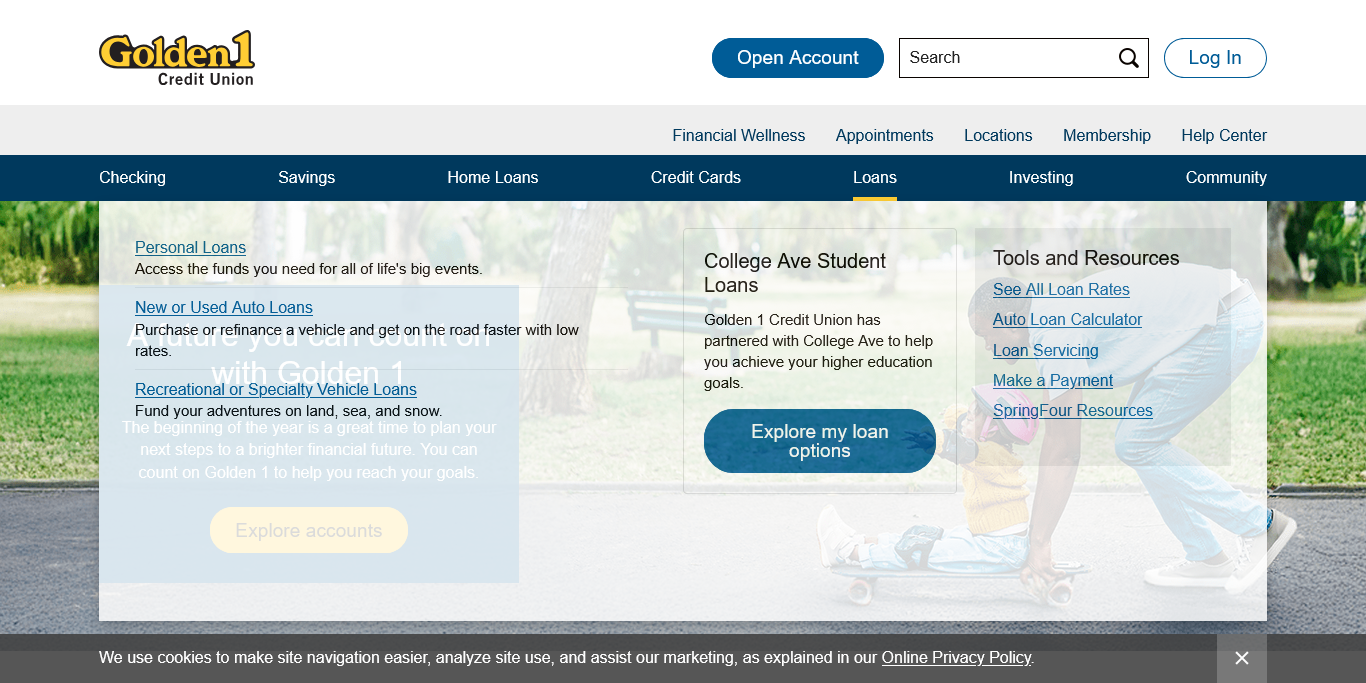 Golden1
Credit Union
Open Account
Search
Log In
Financial Wellness
Appointments
Locations
Membership
Help Center
Checking
Savings
Home Loans
Credit Cards
Loans
Investing
Community
Personal Loans
Access the funds you need for all of life's big events.
New or Used Auto Loans
Purchase or refinance a vehicle and get on the road faster with low
rates.
Recreational or Specialty Vehicle Loans
Fund your adventures on land, sea, and snow.
A future you can count on
with Golden 1
The beginning of the year is a great time to plan your
next steps to a brighter financial future. You can
count on Golden 1 to help you reach your goals.
Explore accounts
College Ave Student
Loans
Golden 1 Credit Union has
partnered with College Ave to help
you achieve your higher education
goals.
Explore my loan
options
Tools and Resources
See All Loan Rates
Auto Loan Calculator
Loan Servicing
Make a Payment
SpringFour Resources
We use cookies to make site navigation easier, analyze site use, and assist our marketing, as explained in our Online Privacy Policy.